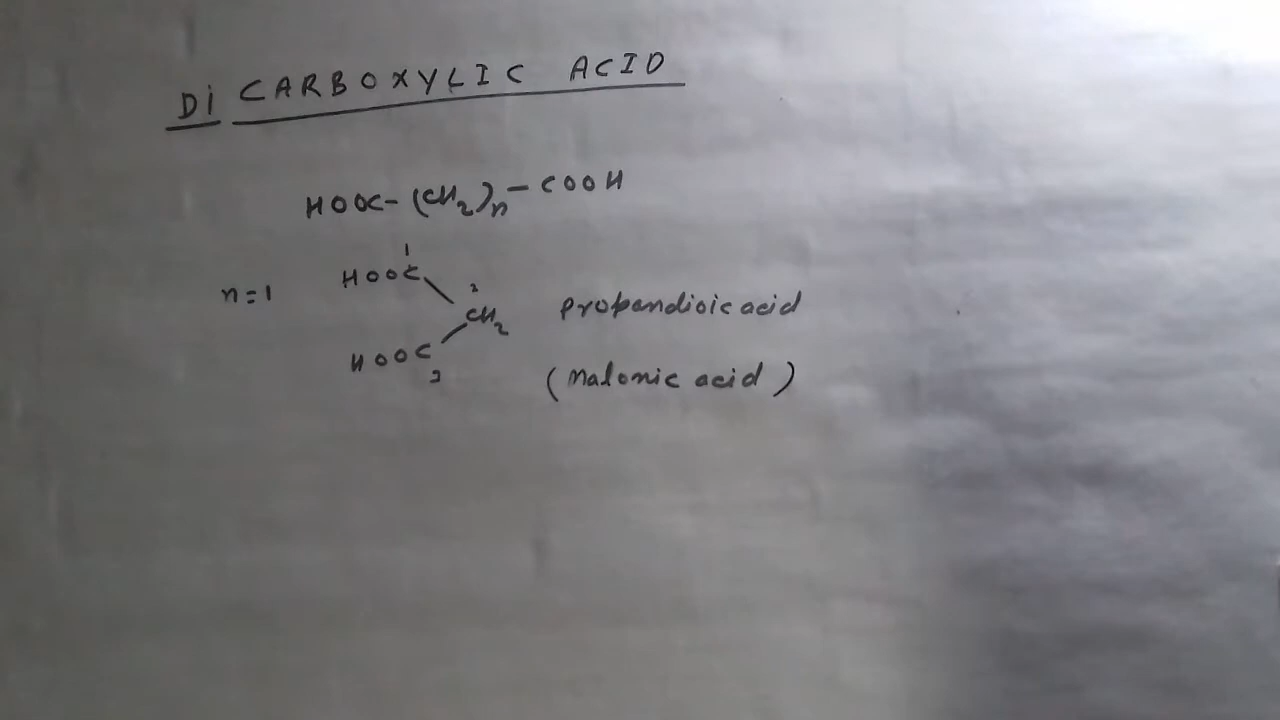 Di CARBOXYLIC ACID
HOOC-(CH2)n-COOH
n=1
1
HOOC
2
CH2
HOOC
3
Propandioic acid
(Malonic acid)